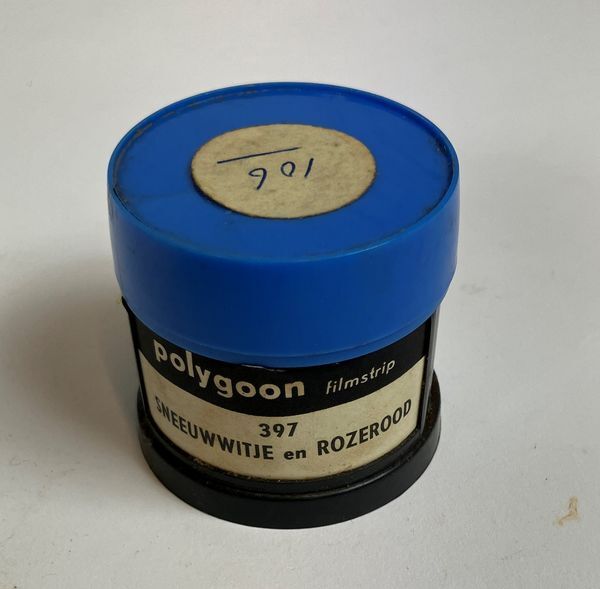 106
polygoon filmstrip
397
SNEEUWWITJE en ROZEROOD